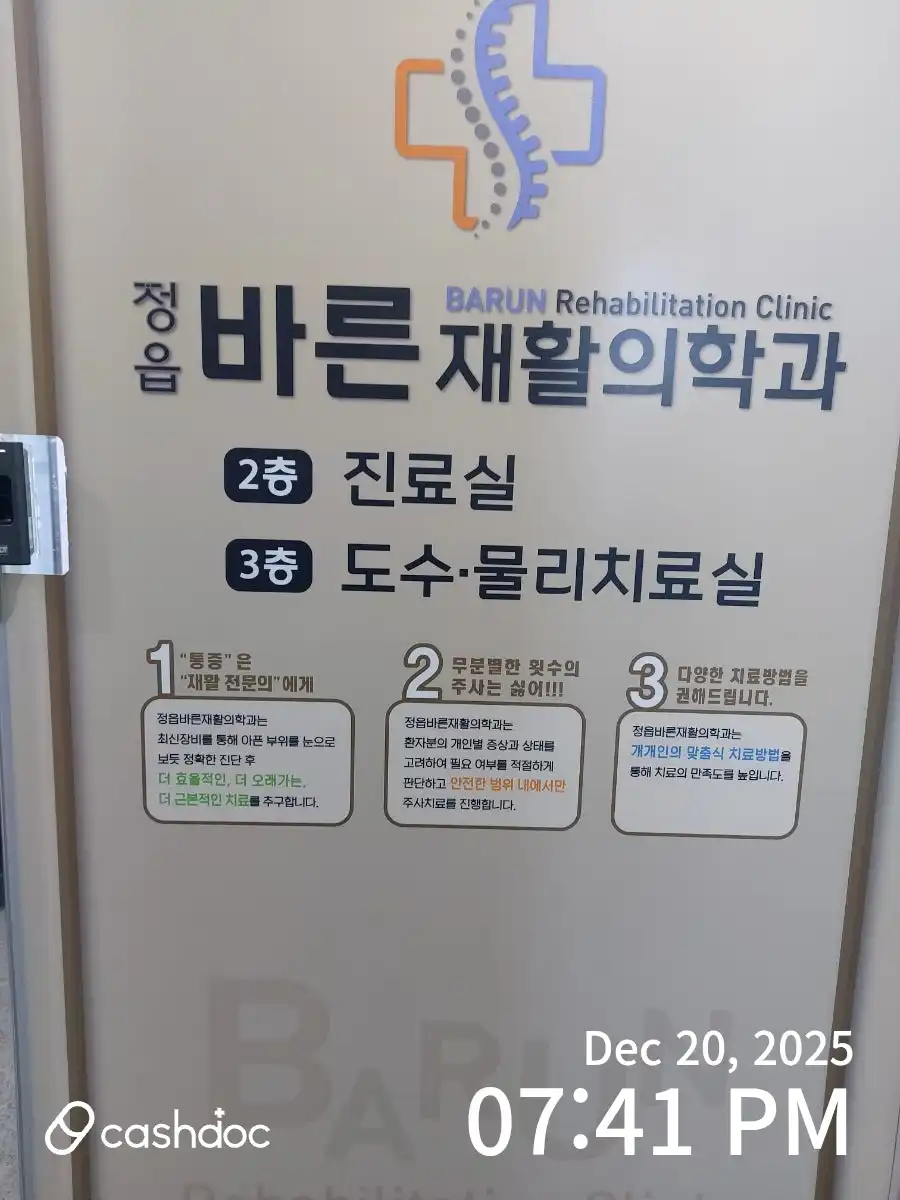 정읍 바른 재활의학과
BARUN Rehabilitation Clinic
2층 진료실
3층 도수·물리치료실
1 "통증" 은
"재활 전문의"에게
정읍바른재활의학과는
최신장비를 통해 아픈 부위를 눈으로
보듯 정확한 진단 후
더 효율적인, 더 오래가는,
더 근본적인 치료를 추구합니다.
2 무분별한 횟수의
주사는 싫어!!!
정읍바른재활의학과는
환자분의 개인별 증상과 상태를
고려하여 필요 여부를 적절하게
판단하고 안전한 범위 내에서만
주사치료를 진행합니다.
3 다양한 치료방법을
권해드립니다.
정읍바른재활의학과는
개개인의 맞춤식 치료방법을
통해 치료의 만족도를 높입니다.
BARUN
Dec 20, 2025
07:41 PM
cashdoc